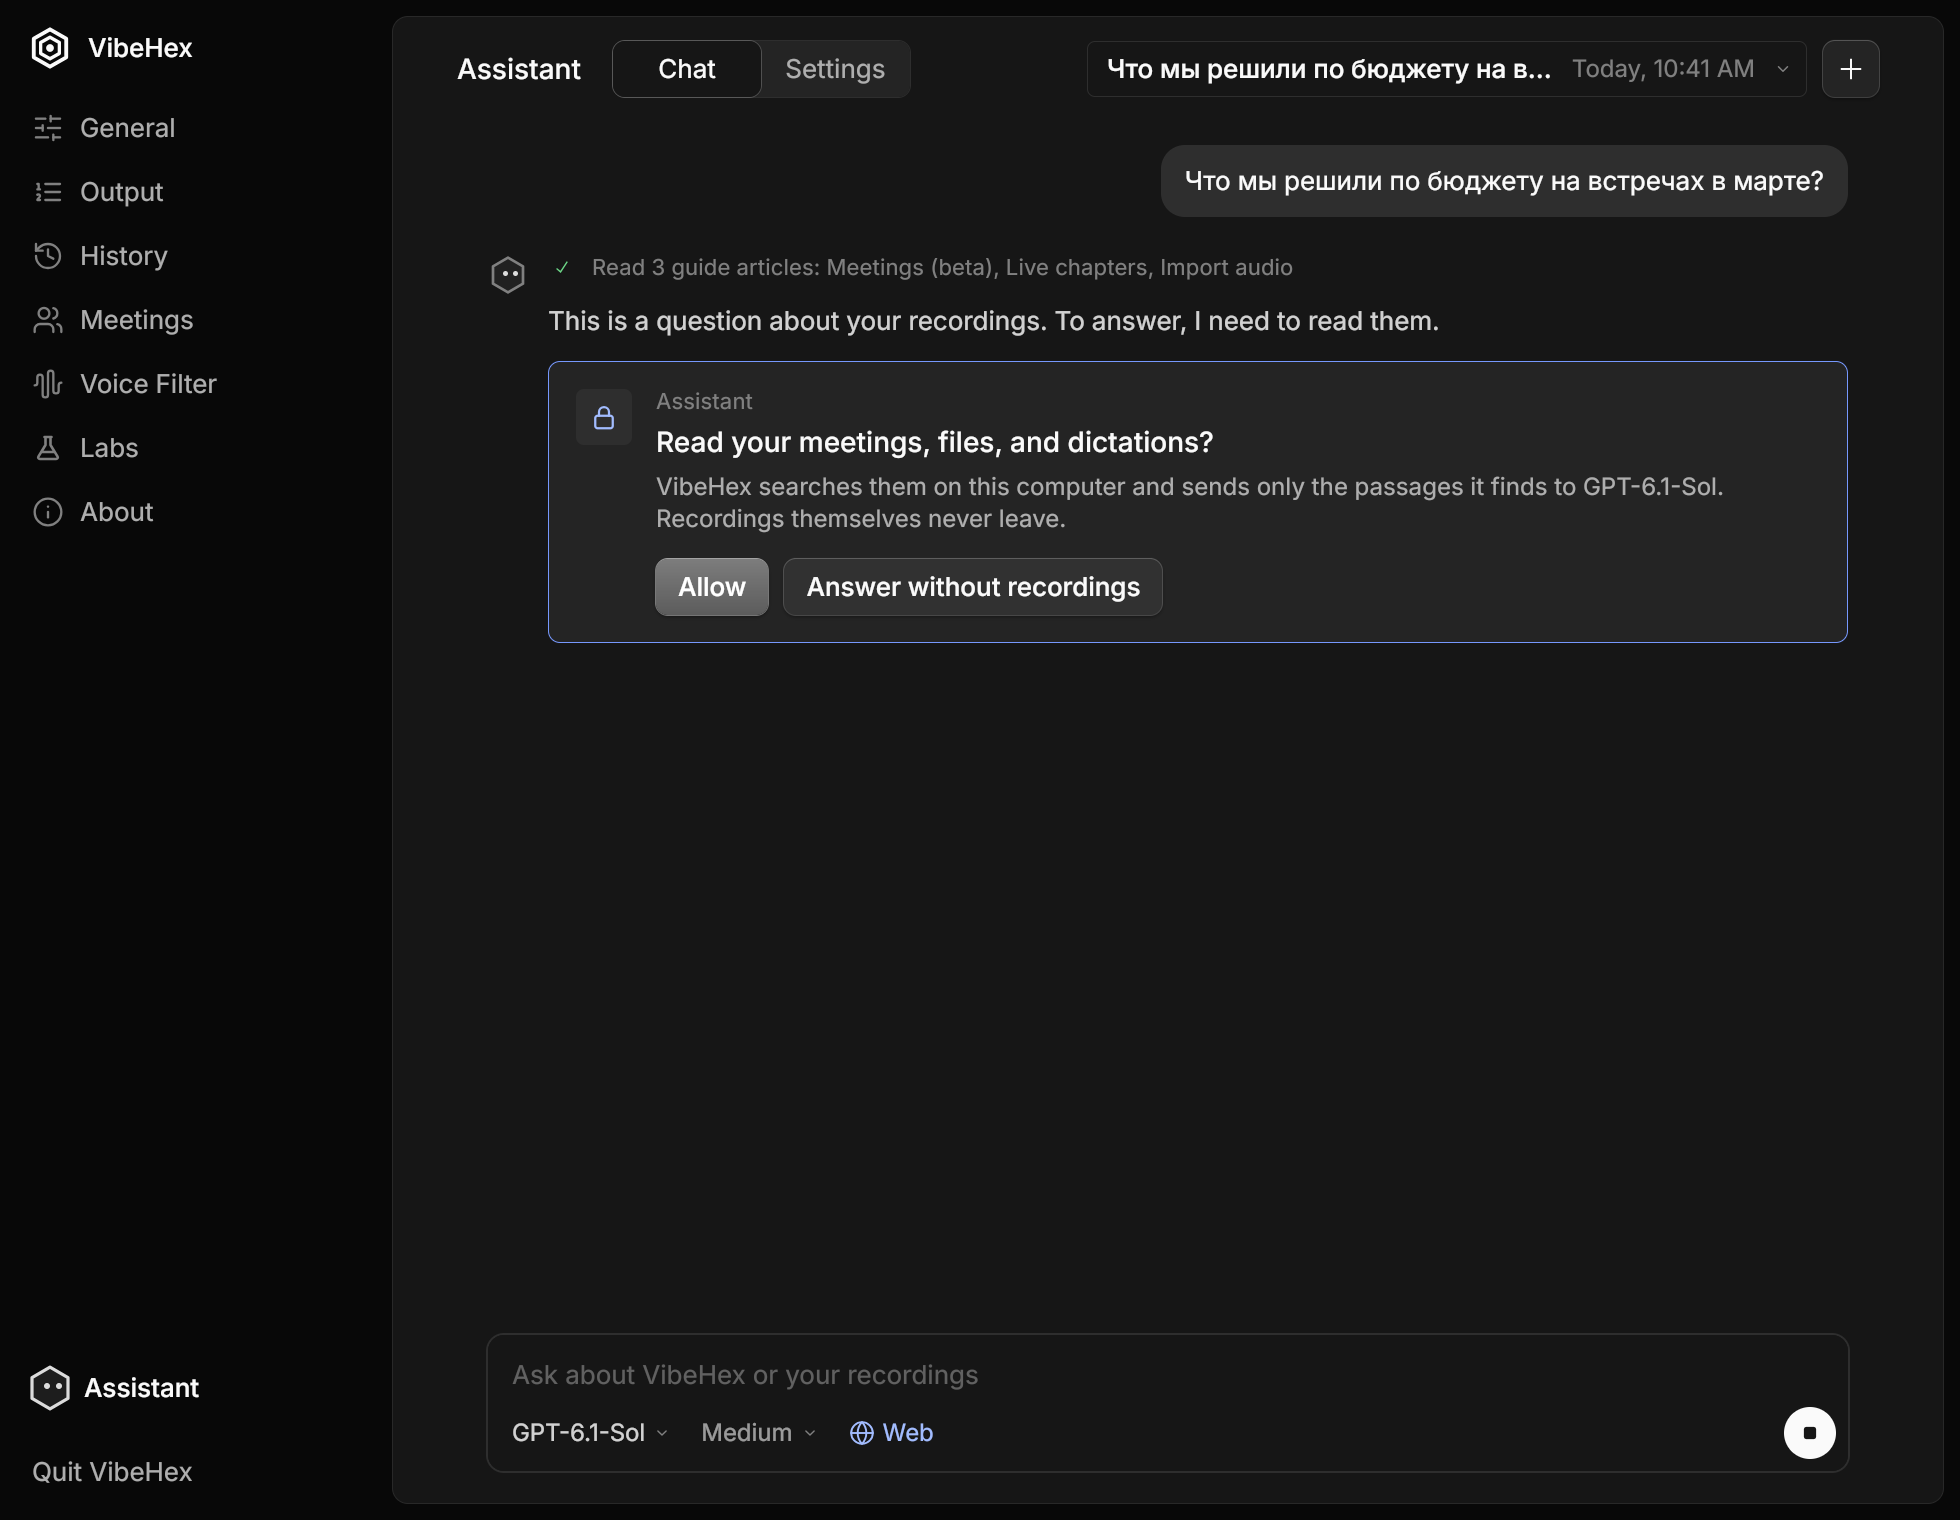 VibeHex
General
Output
History
Meetings
Voice Filter
Labs
About
Assistant
Quit VibeHex
Assistant
Chat
Settings
Что мы решили по бюджету на в...
Today, 10:41 AM
Что мы решили по бюджету на встречах в марте?
Read 3 guide articles: Meetings (beta), Live chapters, Import audio
This is a question about your recordings. To answer, I need to read them.
Assistant
Read your meetings, files, and dictations?
VibeHex searches them on this computer and sends only the passages it finds to GPT-6.1-Sol.
Recordings themselves never leave.
Allow
Answer without recordings
Ask about VibeHex or your recordings
GPT-6.1-Sol
Medium
Web